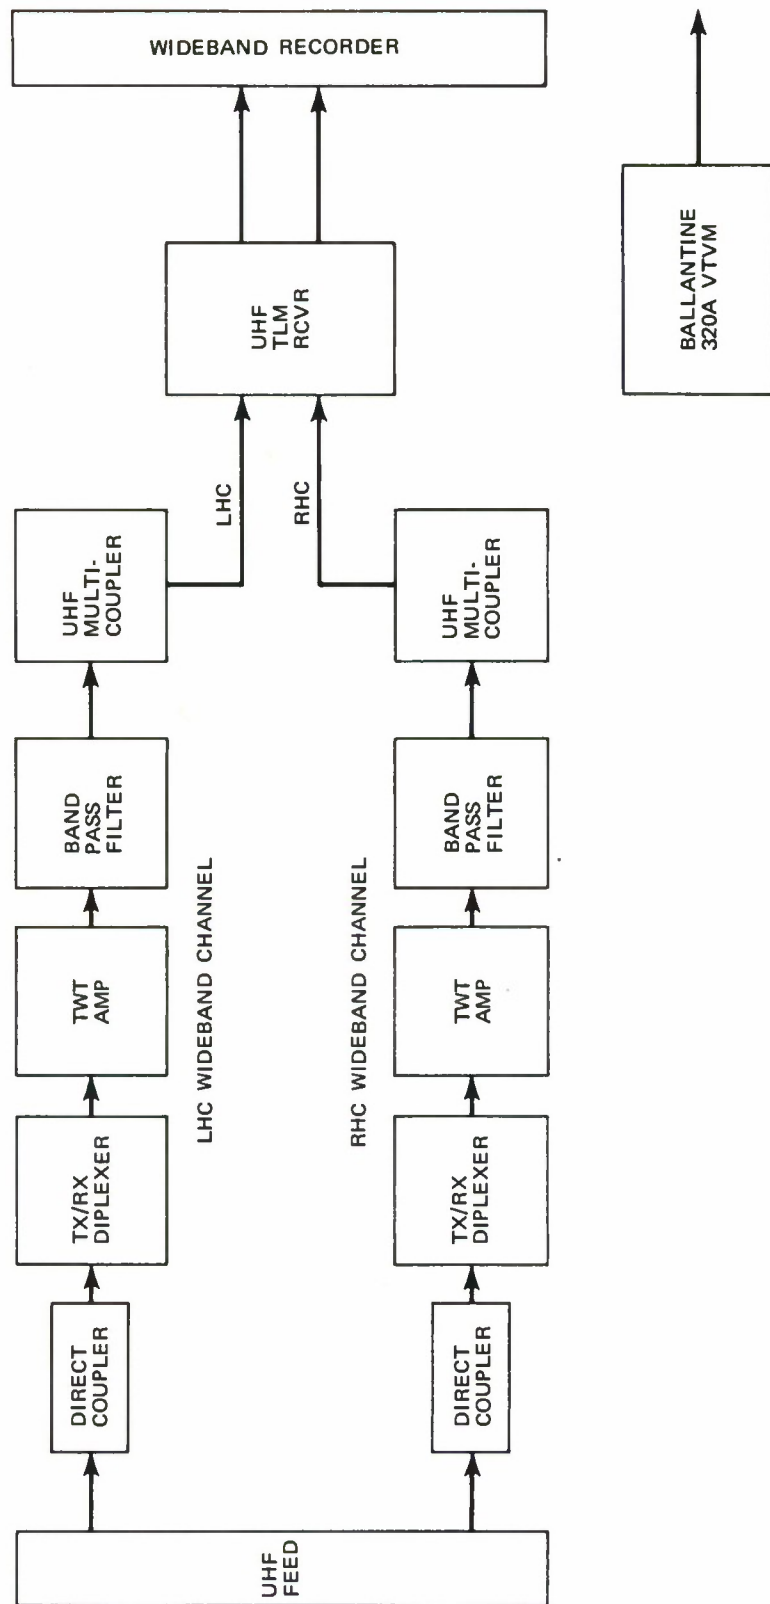 UHF
FEED
DIRECT
COUPLER
TX/RX
DIPLEXER
TWT
AMP
BAND
PASS
FILTER
UHF
MULTI-
COUPLER
LHC WIDEBAND CHANNEL
LHC
DIRECT
COUPLER
TX/RX
DIPLEXER
TWT
AMP
BAND
PASS
FILTER
UHF
MULTI-
COUPLER
RHC WIDEBAND CHANNEL
RHC
UHF
TLM
RCVR
WIDEBAND RECORDER
BALLANTINE
320A VTVM